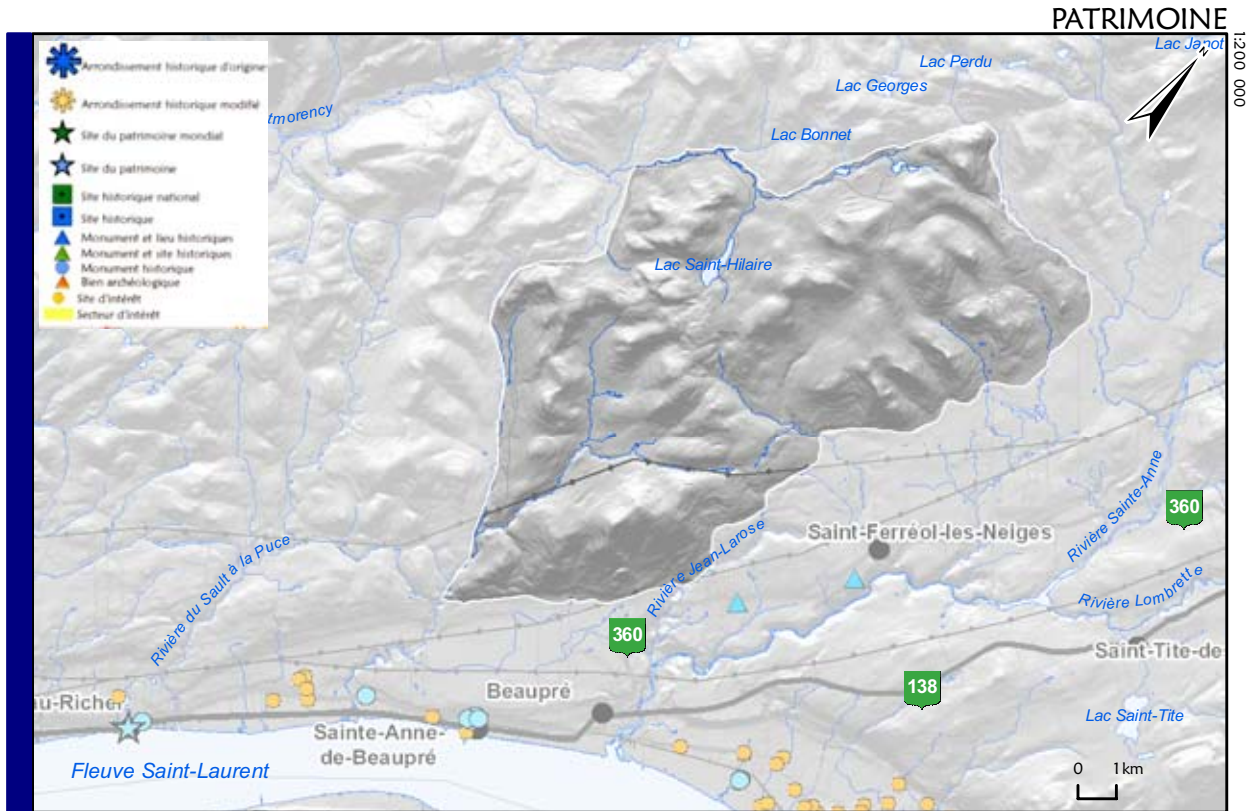 PATRIMOINE
1:200 000
Arrondissement historique d'origine
Arrondissement historique modifié
Site du patrimoine mondial
Site du patrimoine
Site historique national
Site historique
Monument et lieu historiques
Monument et site historiques
Monument historique
Bien archéologique
Site d'intérêt
Secteur d'intérêt
tmorency
Lac Janot
N
Lac Perdu
Lac Georges
Lac Bonnet
Lac Saint-Hilaire
Rivière Sainte-Anne
360
Saint-Ferréol-les-Neiges
Rivière Jean-Larose
Rivière du Sault à la Puce
Rivière Lombrette
360
Saint-Tite-de
138
Beaupré
au-Richer
Sainte-Anne-
de-Beaupré
Lac Saint-Tite
Fleuve Saint-Laurent
0 1 km